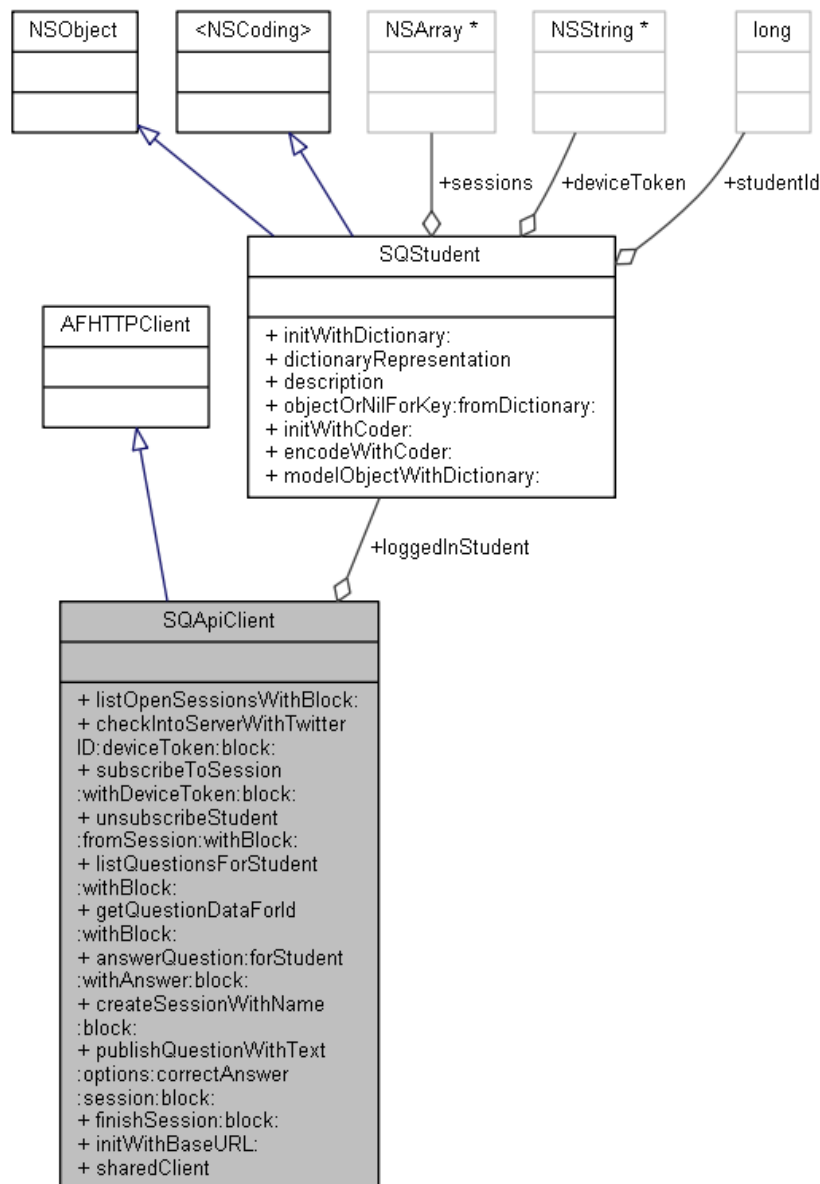 NSObject
<NSCoding>
NSArray *
NSString *
long
+sessions
+deviceToken
+studentId
SQStudent
+ initWithDictionary:
+ dictionaryRepresentation
+ description
+ objectOrNilForKey:fromDictionary:
+ initWithCoder:
+ encodeWithCoder:
+ modelObjectWithDictionary:
AFHTTPClient
+loggedInStudent
SQApiClient
+ listOpenSessionsWithBlock:
+ checkIntoServerWithTwitter
ID:deviceToken:block:
+ subscribeToSession
:withDeviceToken:block:
+ unsubscribeStudent
:fromSession:withBlock:
+ listQuestionsForStudent
:withBlock:
+ getQuestionDataForId
:withBlock:
+ answerQuestion:forStudent
:withAnswer:block:
+ createSessionWithName
:block:
+ publishQuestionWithText
:options:correctAnswer
:session:block:
+ finishSession:block:
+ initWithBaseURL:
+ sharedClient